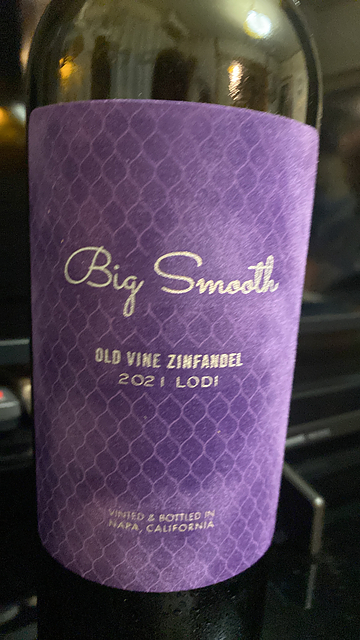 Big Smooth
OLD VINE ZINFANDEL
2021 LODI
VINTED & BOTTLED IN
NAPA, CALIFORNIA